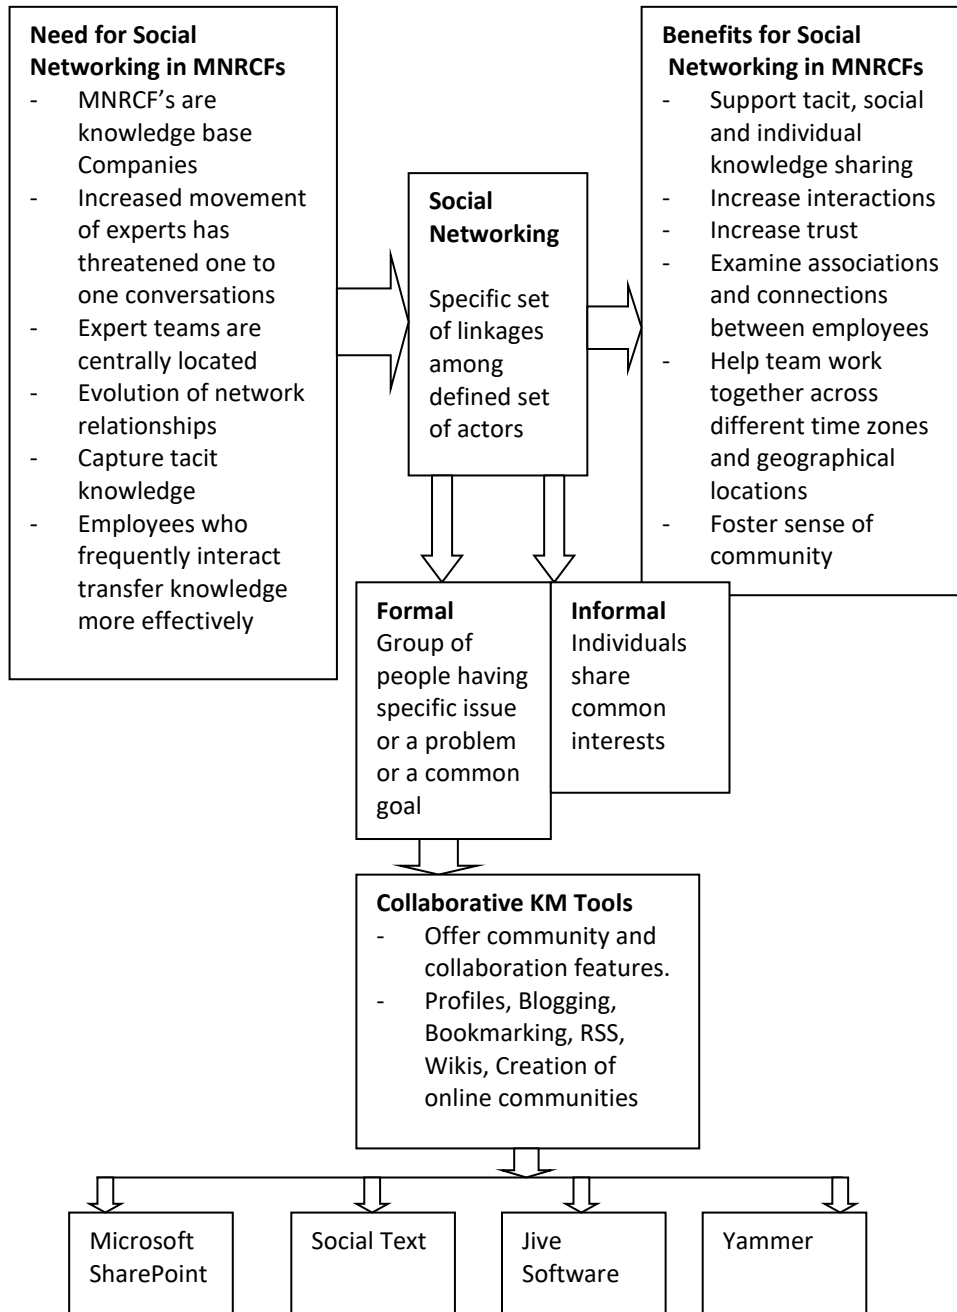 Need for Social
Networking in MNRCFs
- MNRCF’s are
knowledge base
Companies
- Increased movement
of experts has
threatened one to
one conversations
- Expert teams are
centrally located
- Evolution of network
relationships
- Capture tacit
knowledge
- Employees who
frequently interact
transfer knowledge
more effectively
Social
Networking
Specific set
of linkages
among
defined set
of actors
Benefits for Social
Networking in MNRCFs
- Support tacit, social
and individual
knowledge sharing
- Increase interactions
- Increase trust
- Examine associations
and connections
between employees
- Help team work
together across
different time zones
and geographical
locations
- Foster sense of
community
Formal
Group of
people having
specific issue
or a problem
or a common
goal
Informal
Individuals
share
common
interests
Collaborative KM Tools
- Offer community and
collaboration features.
- Profiles, Blogging,
Bookmarking, RSS,
Wikis, Creation of
online communities
Microsoft
SharePoint
Social Text
Jive
Software
Yammer